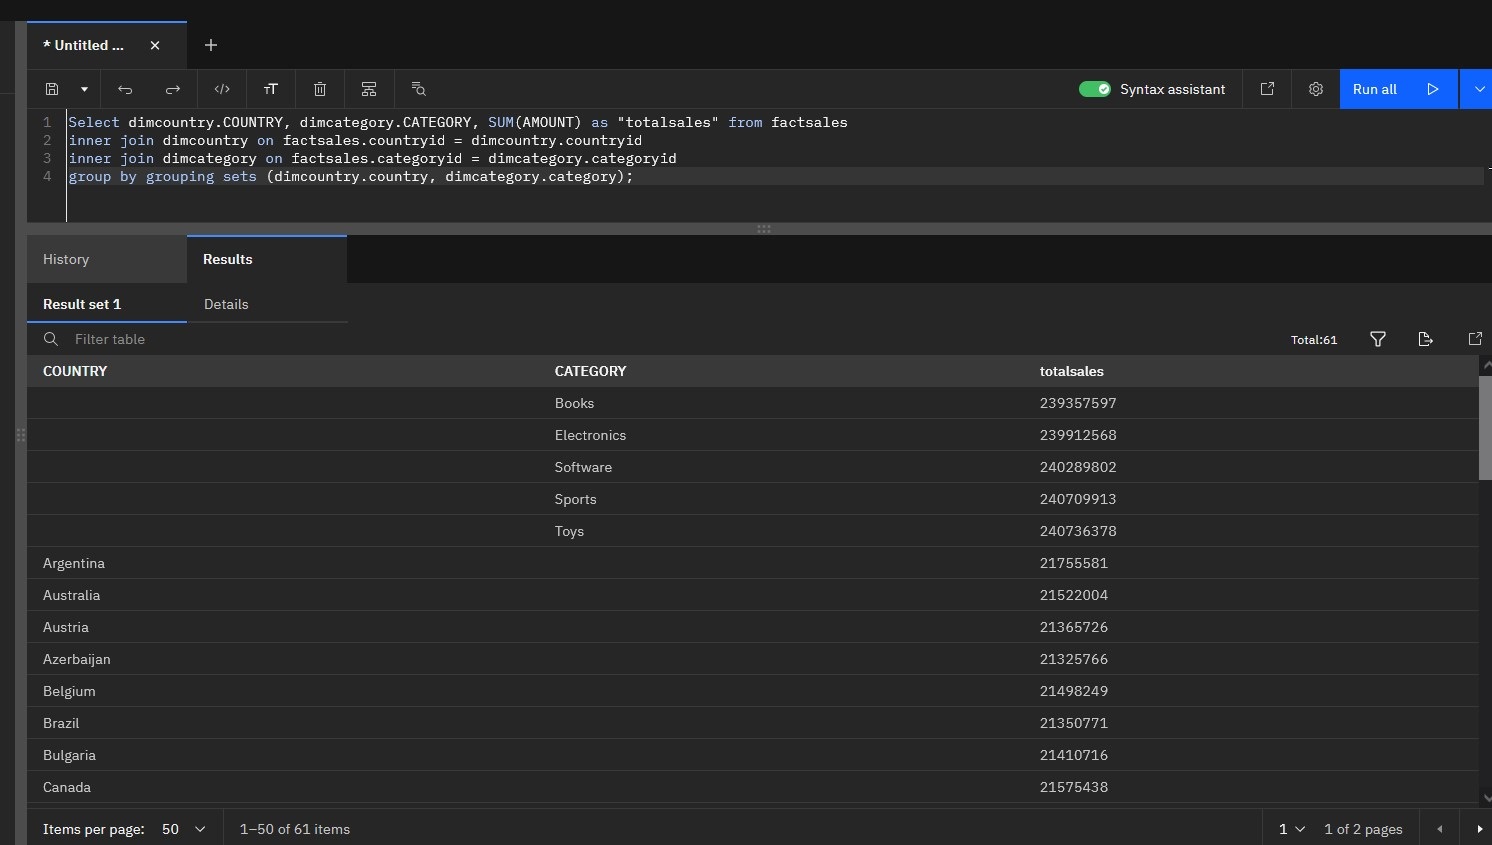 * Untitled ...
Syntax assistant
Run all
1 Select dimcountry.COUNTRY, dimcategory.CATEGORY, SUM(AMOUNT) as "totalsales" from factsales
2 inner join dimcountry on factsales.countryid = dimcountry.countryid
3 inner join dimcategory on factsales.categoryid = dimcategory.categoryid
4 group by grouping sets (dimcountry.country, dimcategory.category);
History Results
Result set 1 Details
Filter table Total:61
COUNTRY CATEGORY totalsales
Books 239357597
Electronics 239912568
Software 240289802
Sports 240709913
Toys 240736378
Argentina 21755581
Australia 21522004
Austria 21365726
Azerbaijan 21325766
Belgium 21498249
Brazil 21350771
Bulgaria 21410716
Canada 21575438
Items per page: 50 1–50 of 61 items 1 1 of 2 pages